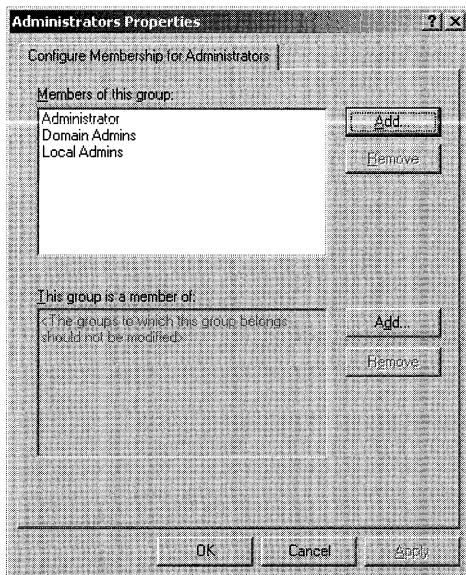 Administrators Properties
? X
Configure Membership for Administrators
Members of this group:
Administrator
Domain Admins
Local Admins
Add...
Remove
This group is a member of:
<The groups to which this group belongs
should not be modified>
Add...
Remove
OK
Cancel
Apply